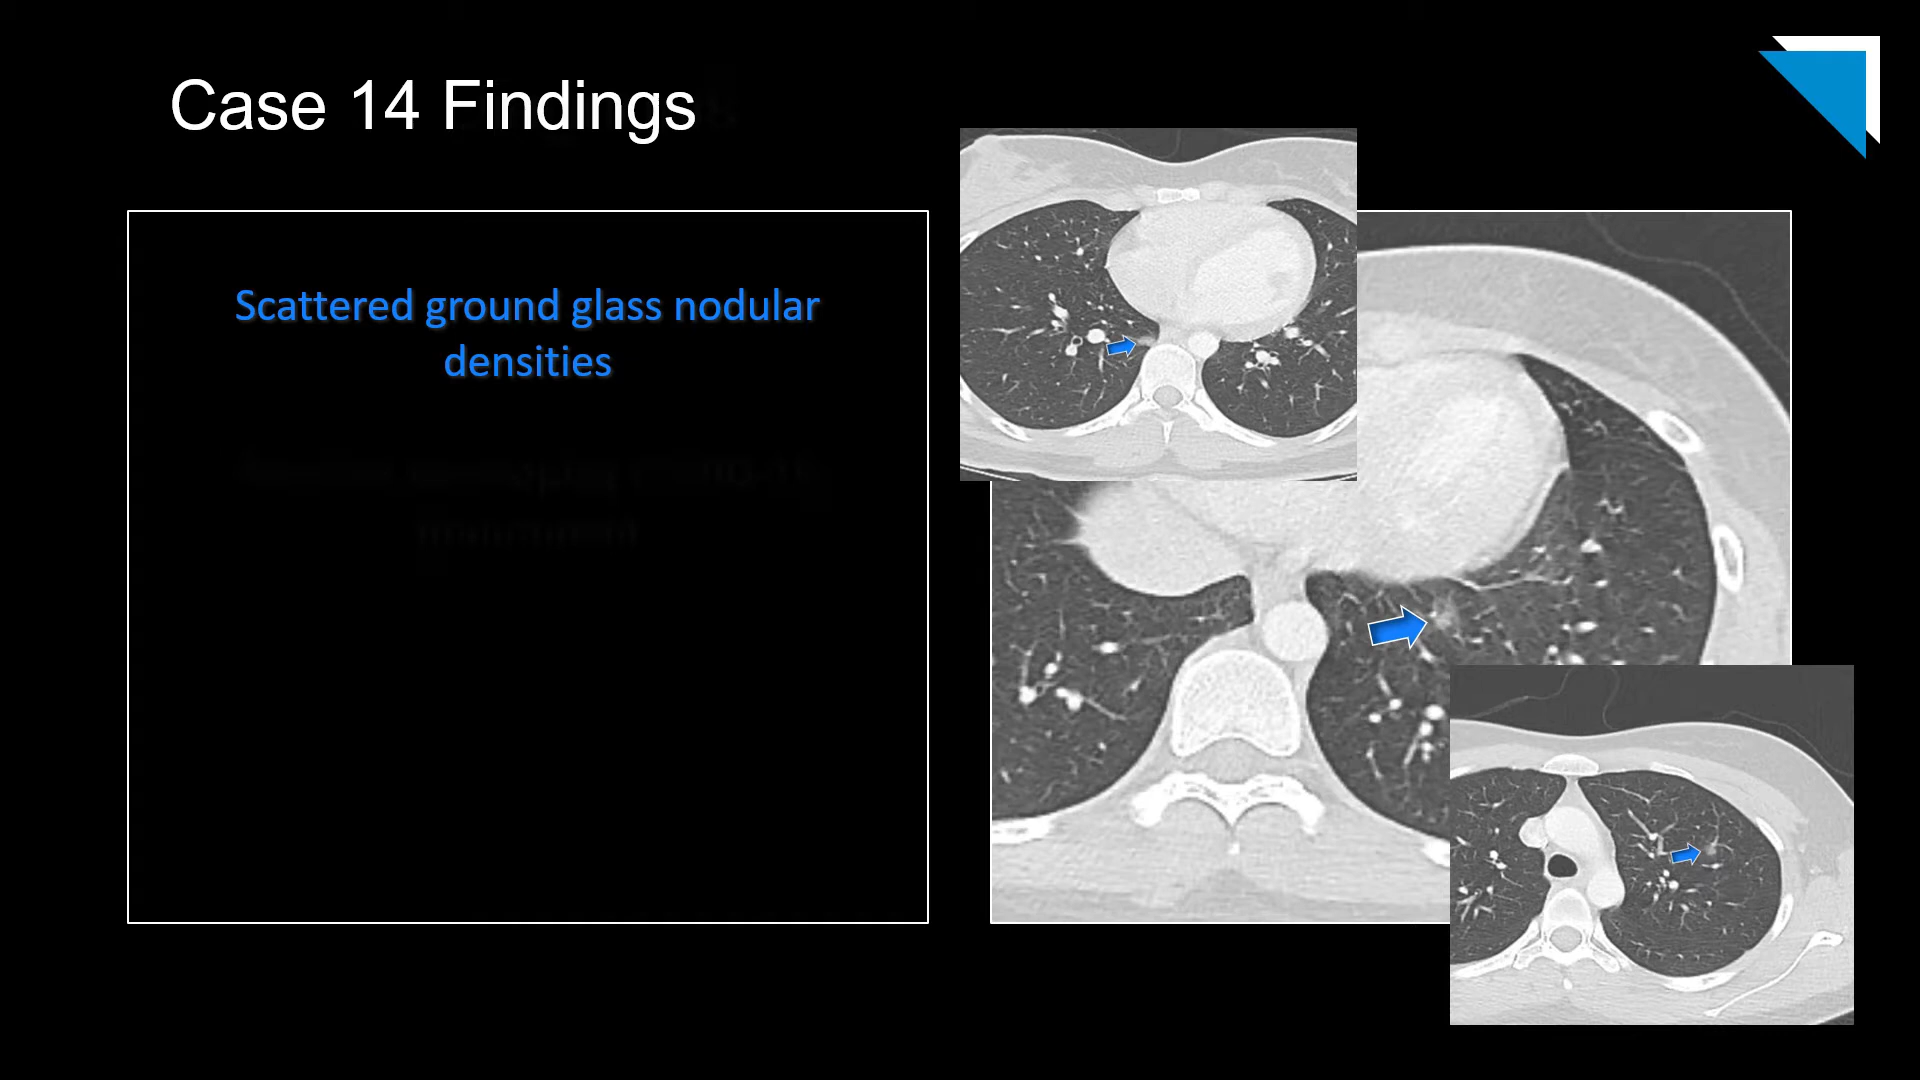 Case 14 Findings
Scattered ground glass nodular
densities